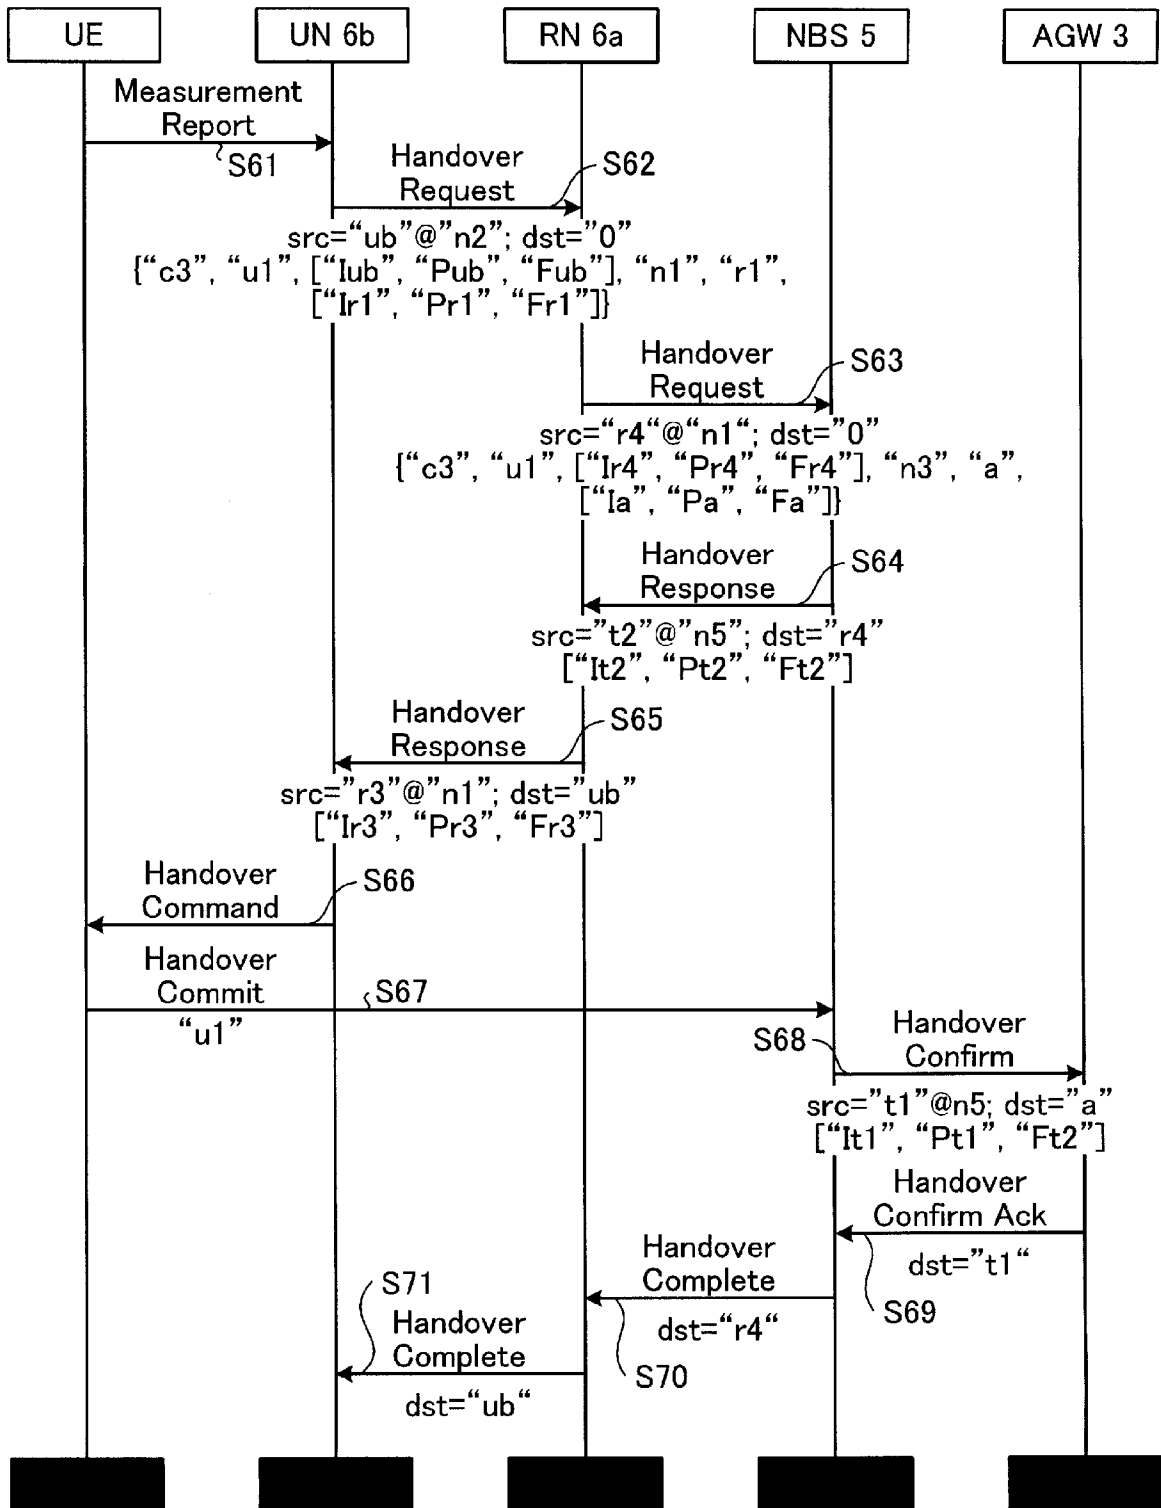 UE
UN 6b
RN 6a
NBS 5
AGW 3
Measurement
Report
S61
Handover
Request
S62
src=“ub”@”n2”; dst=”0”
{“c3”, “u1”, [“Iub”, “Pub”, “Fub”], “n1”, “r1”,
[“Ir1”, “Pr1”, “Fr1”]}
Handover
Request
S63
src=“r4“@“n1“; dst=”0”
{“c3”, “u1”, [“Ir4”, “Pr4”, “Fr4”], “n3”, “a”,
[“Ia”, “Pa”, “Fa”]}
Handover
Response
S64
src=”t2”@”n5”; dst=”r4”
[“It2”, “Pt2”, “Ft2”]
Handover
Response
S65
src=”r3”@”n1”; dst=”ub”
[“Ir3”, “Pr3”, “Fr3”]
Handover
Command
S66
Handover
Commit
S67
“u1”
S68
Handover
Confirm
src=”t1”@n5; dst=”a”
[“It1”, “Pt1”, “Ft2”]
Handover
Confirm Ack
dst=”t1“
S69
Handover
Complete
dst=“r4“
S70
S71
Handover
Complete
dst=“ub“